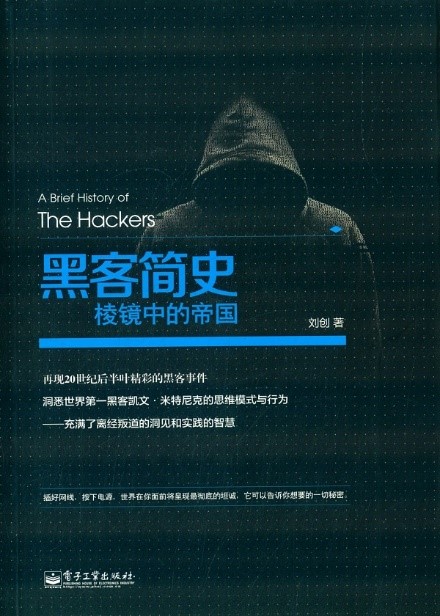 A Brief History of
The Hackers
黑客简史
棱镜中的帝国
刘创 著
再现20世纪后半叶精彩的黑客事件
洞悉世界第一黑客凯文·米特尼克的思维模式与行为
——充满了离经叛道的洞见和实践的智慧
插好网线，按下电源，世界在你面前将呈现最彻底的坦诚，它可以告诉你想要的一切秘密。
電子工業出版社
PUBLISHING HOUSE OF ELECTRONICS INDUSTRY